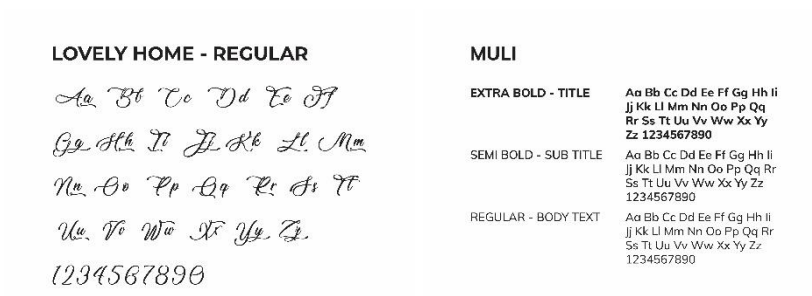 LOVELY HOME - REGULAR
Aa Bb Cc Dd Ee Ff
Gg Hh Ii Jj Kk Ll Mm
Nn Oo Pp Qq Rr Ss Tt
Uu Vv Ww Xx Yy Zz
1234567890
MULI
EXTRA BOLD - TITLE
Aa Bb Cc Dd Ee Ff Gg Hh Ii
Jj Kk Ll Mm Nn Oo Pp Qq
Rr Ss Tt Uu Vv Ww Xx Yy
Zz 1234567890
SEMI BOLD - SUB TITLE
Aa Bb Cc Dd Ee Ff Gg Hh Ii
Jj Kk Ll Mm Nn Oo Pp Qq Rr
Ss Tt Uu Vv Ww Xx Yy Zz
1234567890
REGULAR - BODY TEXT
Aa Bb Cc Dd Ee Ff Gg Hh Ii
Jj Kk Ll Mm Nn Oo Pp Qq Rr
Ss Tt Uu Vv Ww Xx Yy Zz
1234567890